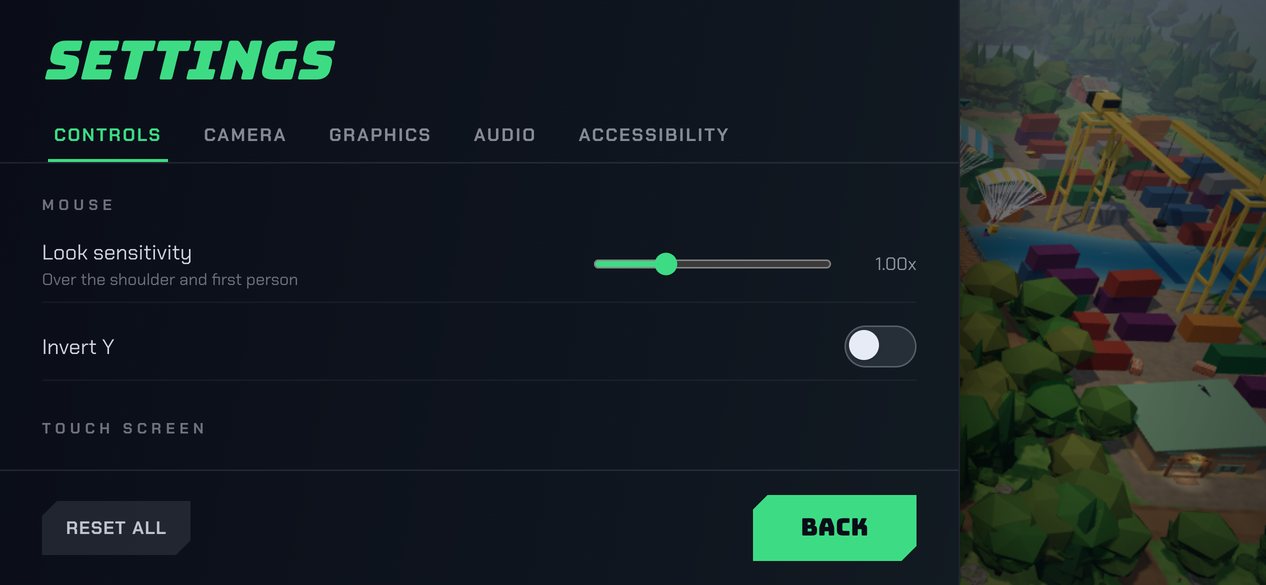 SETTINGS
CONTROLS CAMERA GRAPHICS AUDIO ACCESSIBILITY
MOUSE
Look sensitivity
Over the shoulder and first person
1.00x
Invert Y
TOUCH SCREEN
RESET ALL
BACK